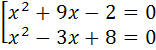 x² + 9x − 2 = 0
x² − 3x + 8 = 0